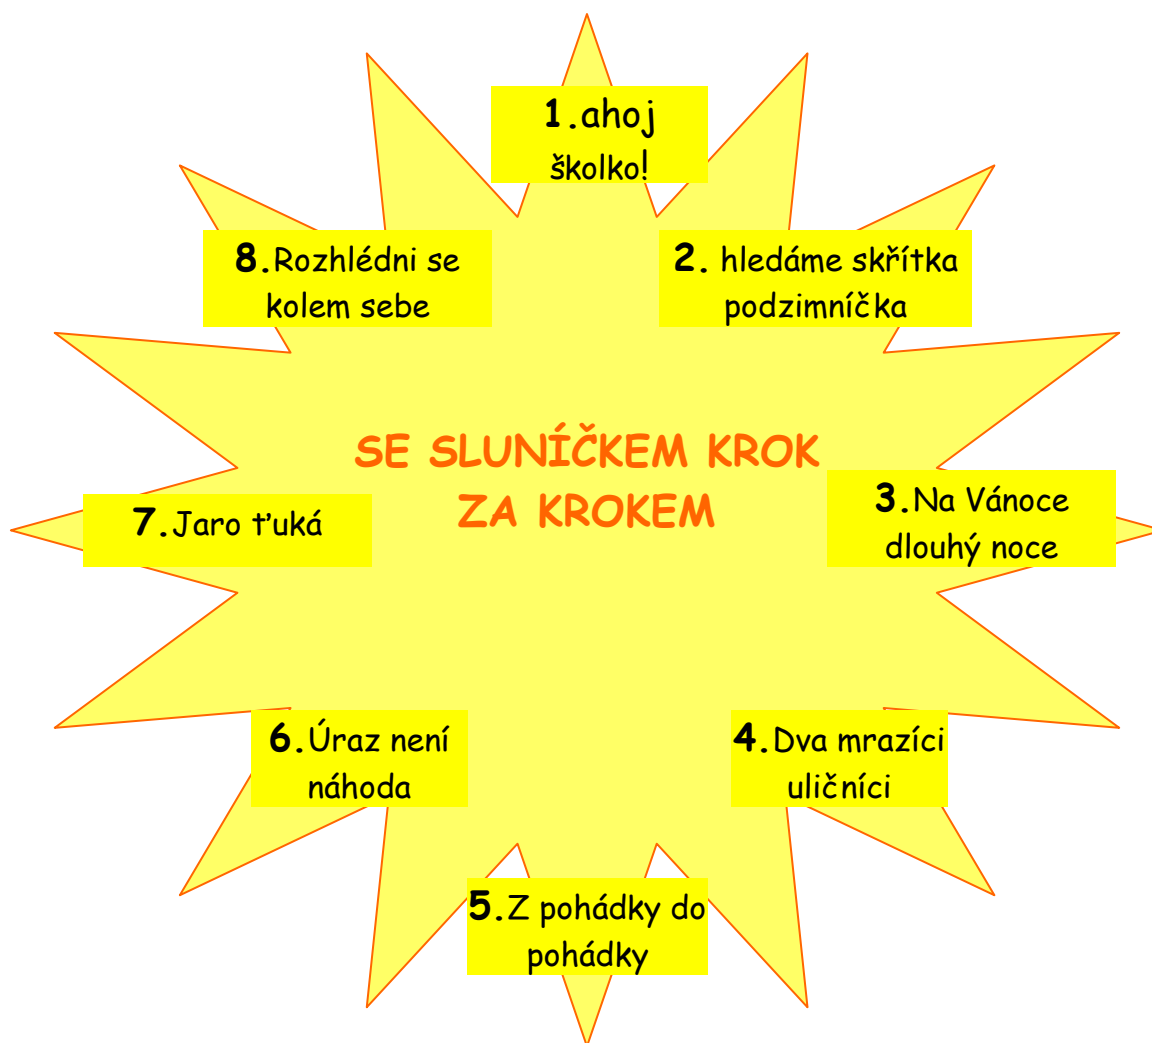 1.ahoj
školko!
2. hledáme skřítka
podzimníčka
3.Na Vánoce
dlouhý noce
4.Dva mrazíci
uličníci
5.Z pohádky do
pohádky
6.Úraz není
náhoda
7.Jaro ťuká
8.Rozhlédni se
kolem sebe
SE SLUNÍČKEM KROK
ZA KROKEM